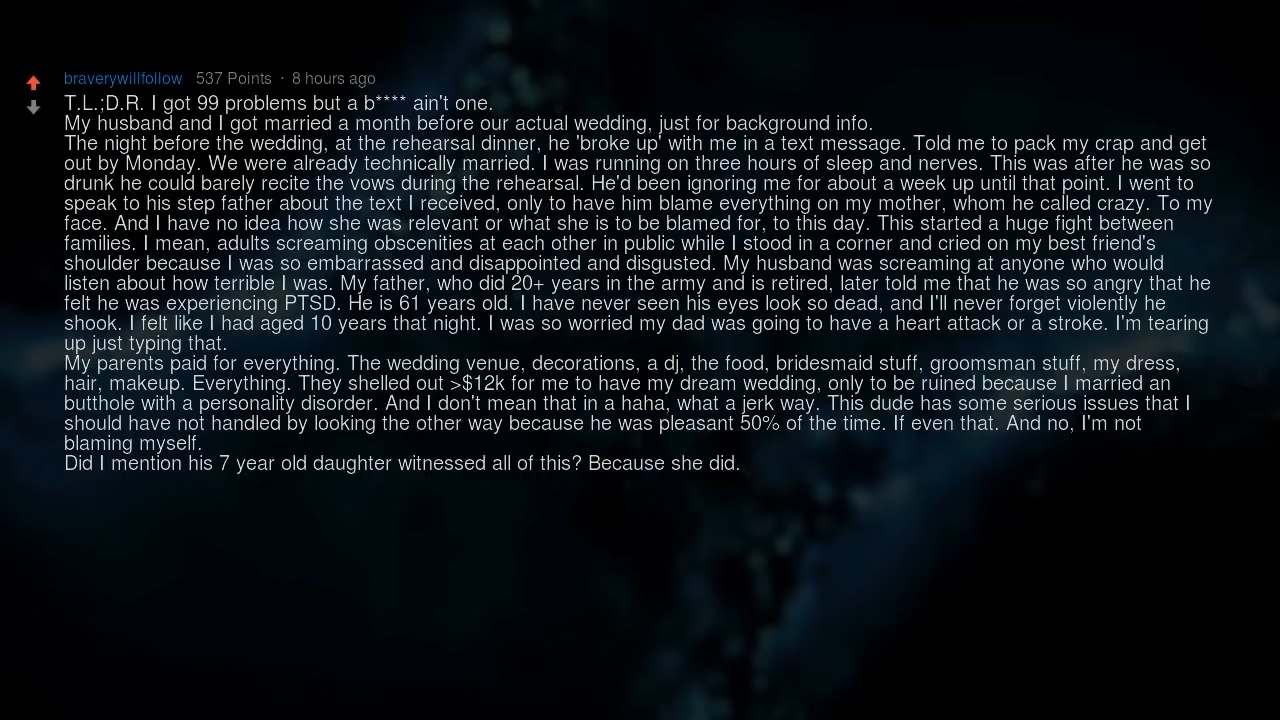 braverywillfollow 537 Points · 8 hours ago
T.L.;D.R. I got 99 problems but a b**** ain't one.
My husband and I got married a month before our actual wedding, just for background info.
The night before the wedding, at the rehearsal dinner, he 'broke up' with me in a text message. Told me to pack my crap and get
out by Monday. We were already technically married. I was running on three hours of sleep and nerves. This was after he was so
drunk he could barely recite the vows during the rehearsal. He'd been ignoring me for about a week up until that point. I went to
speak to his step father about the text I received, only to have him blame everything on my mother, whom he called crazy. To my
face. And I have no idea how she was relevant or what she is to be blamed for, to this day. This started a huge fight between
families. I mean, adults screaming obscenities at each other in public while I stood in a corner and cried on my best friend's
shoulder because I was so embarrassed and disappointed and disgusted. My husband was screaming at anyone who would
listen about how terrible I was. My father, who did 20+ years in the army and is retired, later told me that he was so angry that he
felt he was experiencing PTSD. He is 61 years old. I have never seen his eyes look so dead, and I'll never forget violently he
shook. I felt like I had aged 10 years that night. I was so worried my dad was going to have a heart attack or a stroke. I'm tearing
up just typing that.
My parents paid for everything. The wedding venue, decorations, a dj, the food, bridesmaid stuff, groomsman stuff, my dress,
hair, makeup. Everything. They shelled out >$12k for me to have my dream wedding, only to be ruined because I married an
butthole with a personality disorder. And I don't mean that in a haha, what a jerk way. This dude has some serious issues that I
should have not handled by looking the other way because he was pleasant 50% of the time. If even that. And no, I'm not
blaming myself.
Did I mention his 7 year old daughter witnessed all of this? Because she did.